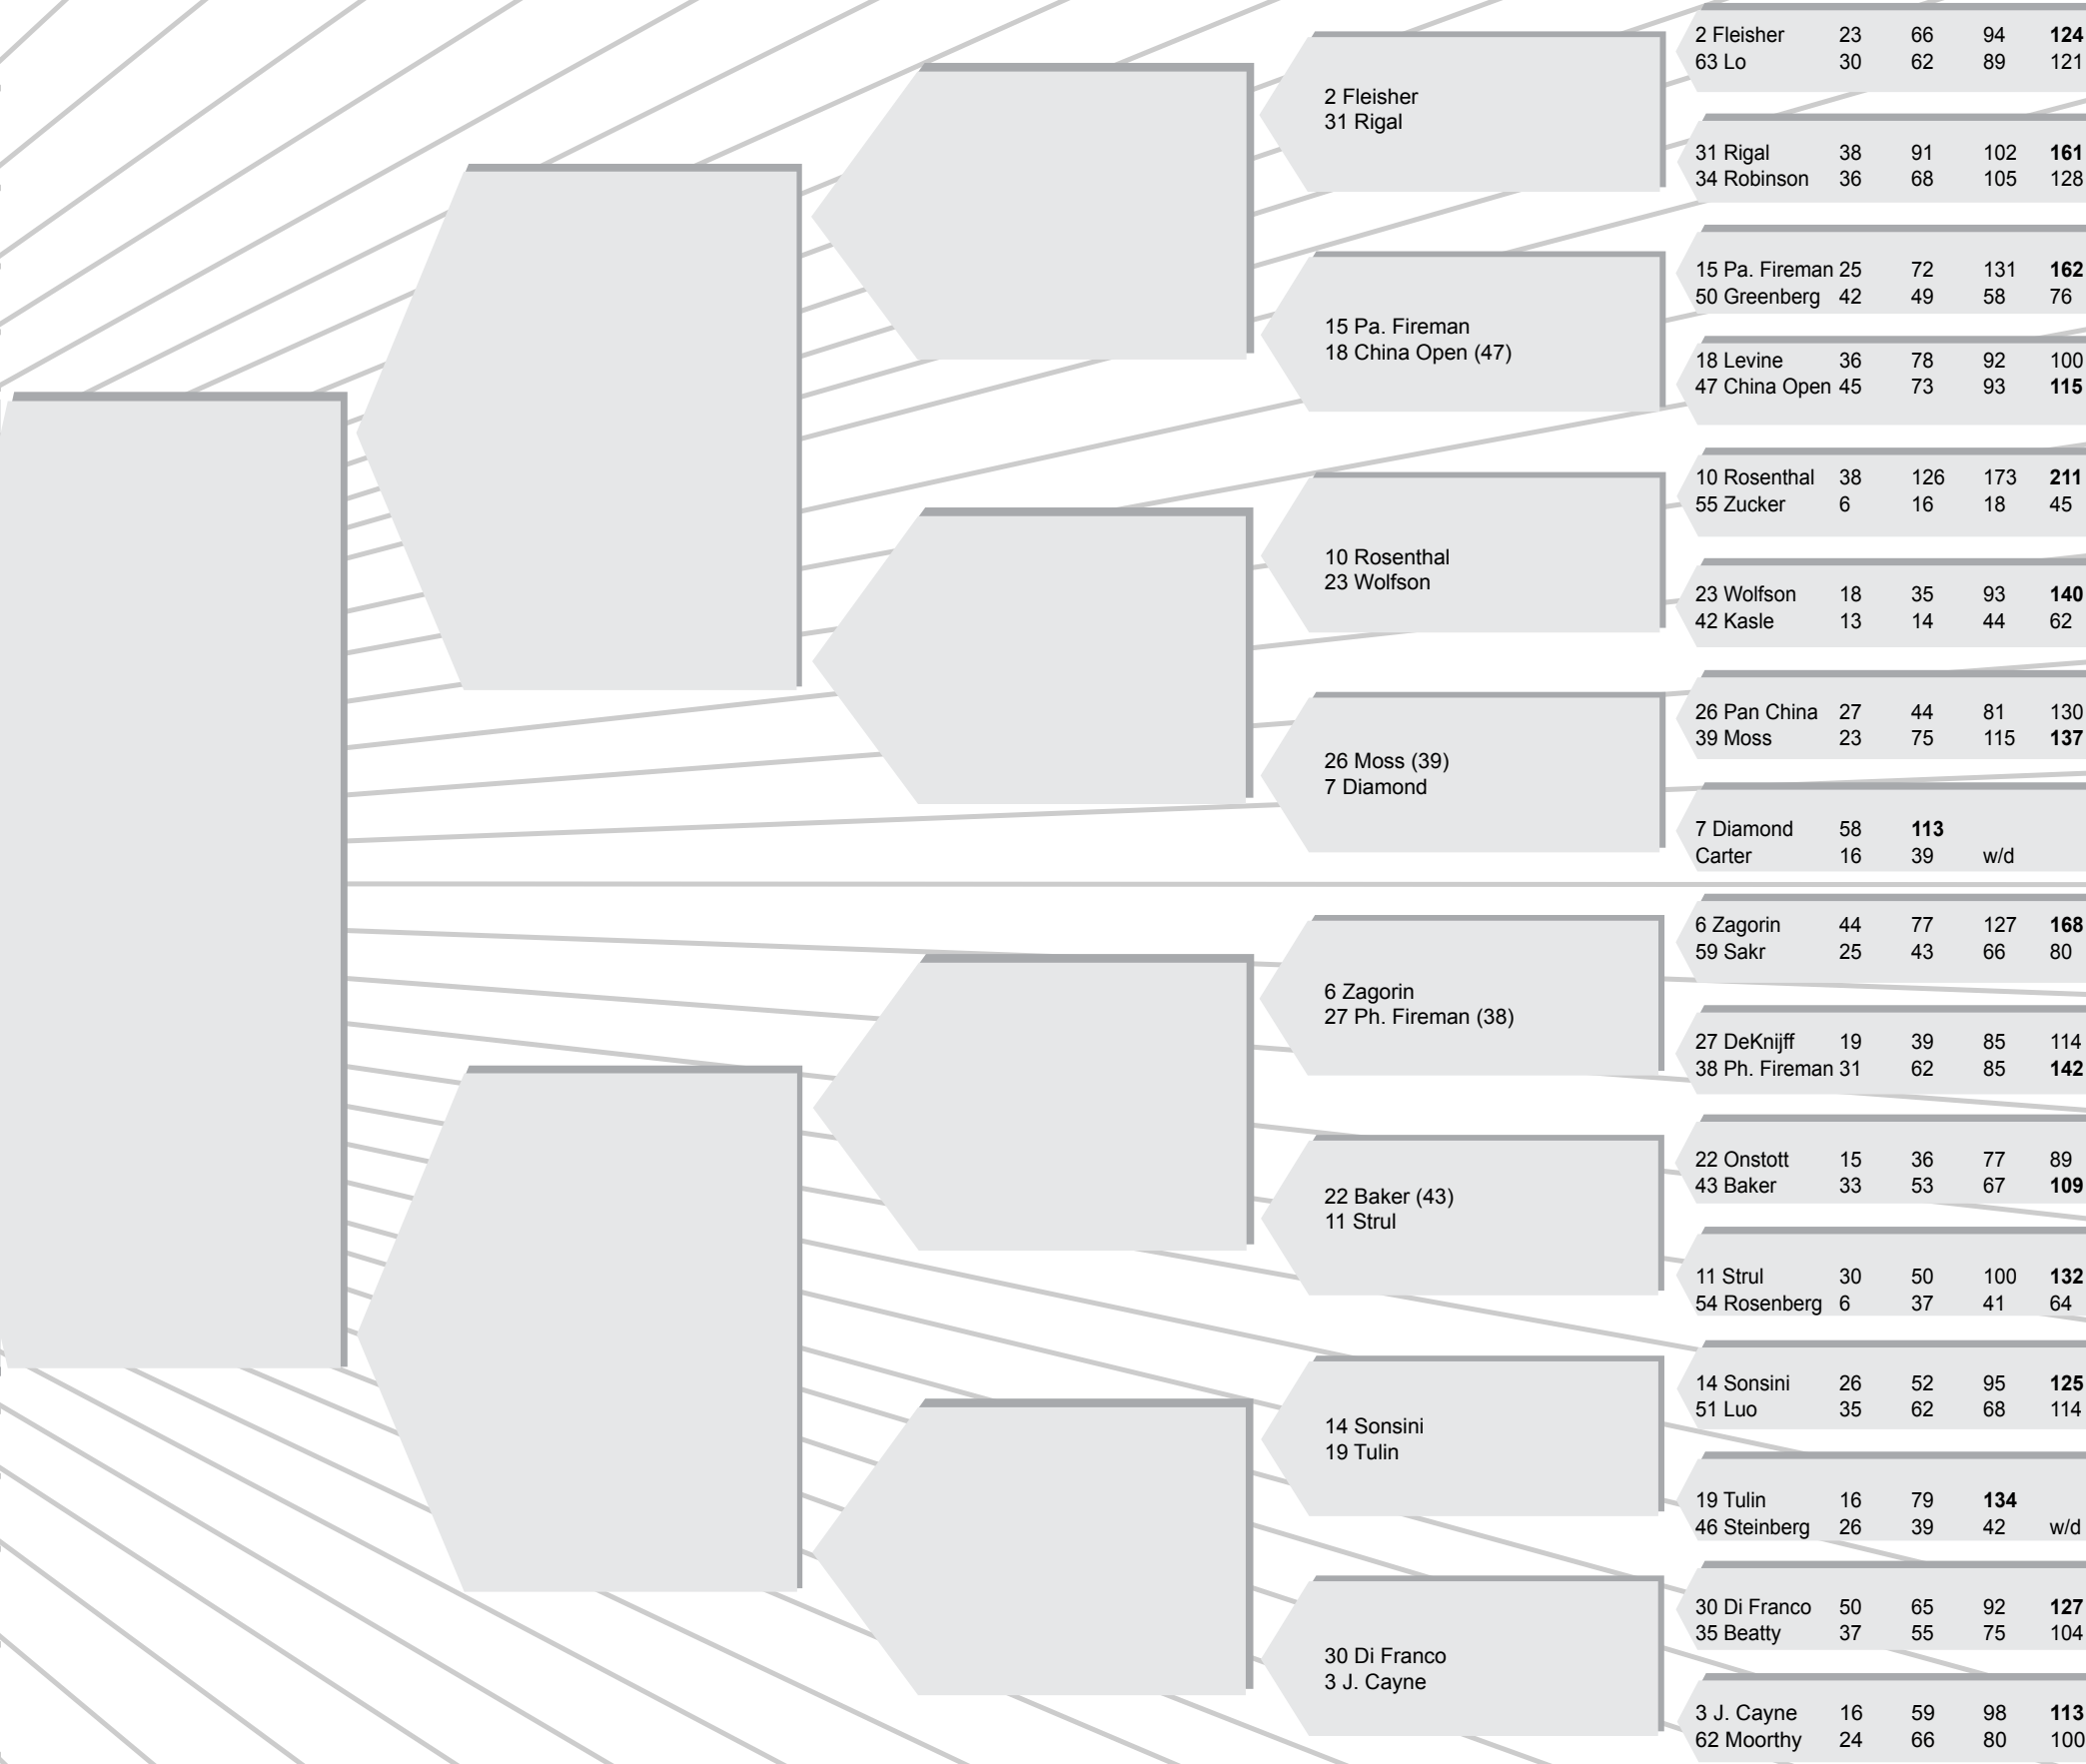 2 Fleisher 23 66 94 124
63 Lo 30 62 89 121
2 Fleisher
31 Rigal
31 Rigal 38 91 102 161
34 Robinson 36 68 105 128
15 Pa. Fireman 25 72 131 162
50 Greenberg 42 49 58 76
15 Pa. Fireman
18 China Open (47)
18 Levine 36 78 92 100
47 China Open 45 73 93 115
10 Rosenthal 38 126 173 211
55 Zucker 6 16 18 45
10 Rosenthal
23 Wolfson
23 Wolfson 18 35 93 140
42 Kasle 13 14 44 62
26 Pan China 27 44 81 130
39 Moss 23 75 115 137
26 Moss (39)
7 Diamond
7 Diamond 58 113
Carter 16 39 w/d
6 Zagorin 44 77 127 168
59 Sakr 25 43 66 80
6 Zagorin
27 Ph. Fireman (38)
27 DeKnijff 19 39 85 114
38 Ph. Fireman 31 62 85 142
22 Onstott 15 36 77 89
43 Baker 33 53 67 109
22 Baker (43)
11 Strul
11 Strul 30 50 100 132
54 Rosenberg 6 37 41 64
14 Sonsini 26 52 95 125
51 Luo 35 62 68 114
14 Sonsini
19 Tulin
19 Tulin 16 79 134
46 Steinberg 26 39 42 w/d
30 Di Franco 50 65 92 127
35 Beatty 37 55 75 104
30 Di Franco
3 J. Cayne
3 J. Cayne 16 59 98 113
62 Moorthy 24 66 80 100